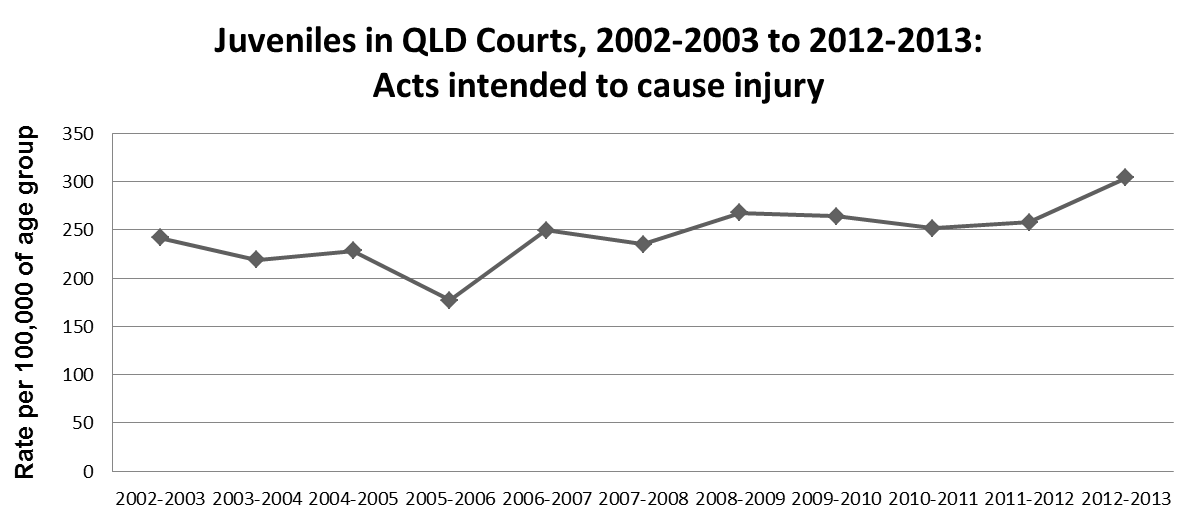 Juveniles in QLD Courts, 2002-2003 to 2012-2013:
Acts intended to cause injury
Rate per 100,000 of age group
350
300
250
200
150
100
50
0
2002-2003 2003-2004 2004-2005 2005-2006 2006-2007 2007-2008 2008-2009 2009-2010 2010-2011 2011-2012 2012-2013